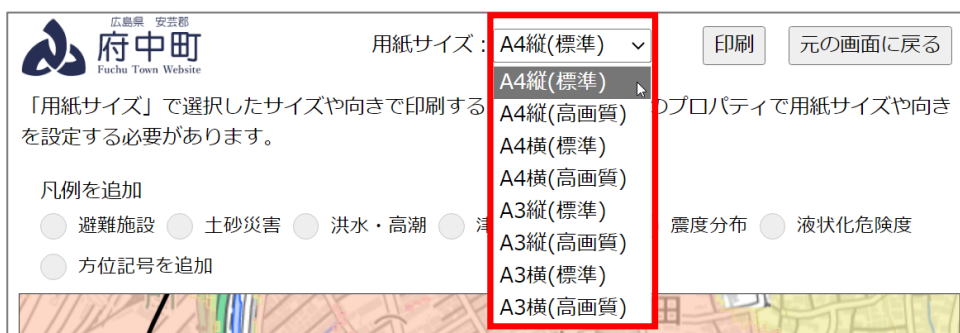 広島県 安芸郡
府中町
Fuchu Town Website
用紙サイズ：A4縦(標準)
印刷
元の画面に戻る
A4縦(標準)
A4縦(高画質)
A4横(標準)
A4横(高画質)
A3縦(標準)
A3縦(高画質)
A3横(標準)
A3横(高画質)
「用紙サイズ」で選択したサイズや向きで印刷する
のプロパティで用紙サイズや向き
を設定する必要があります。
凡例を追加
避難施設
土砂災害
洪水・高潮
震度分布
液状化危険度
方位記号を追加